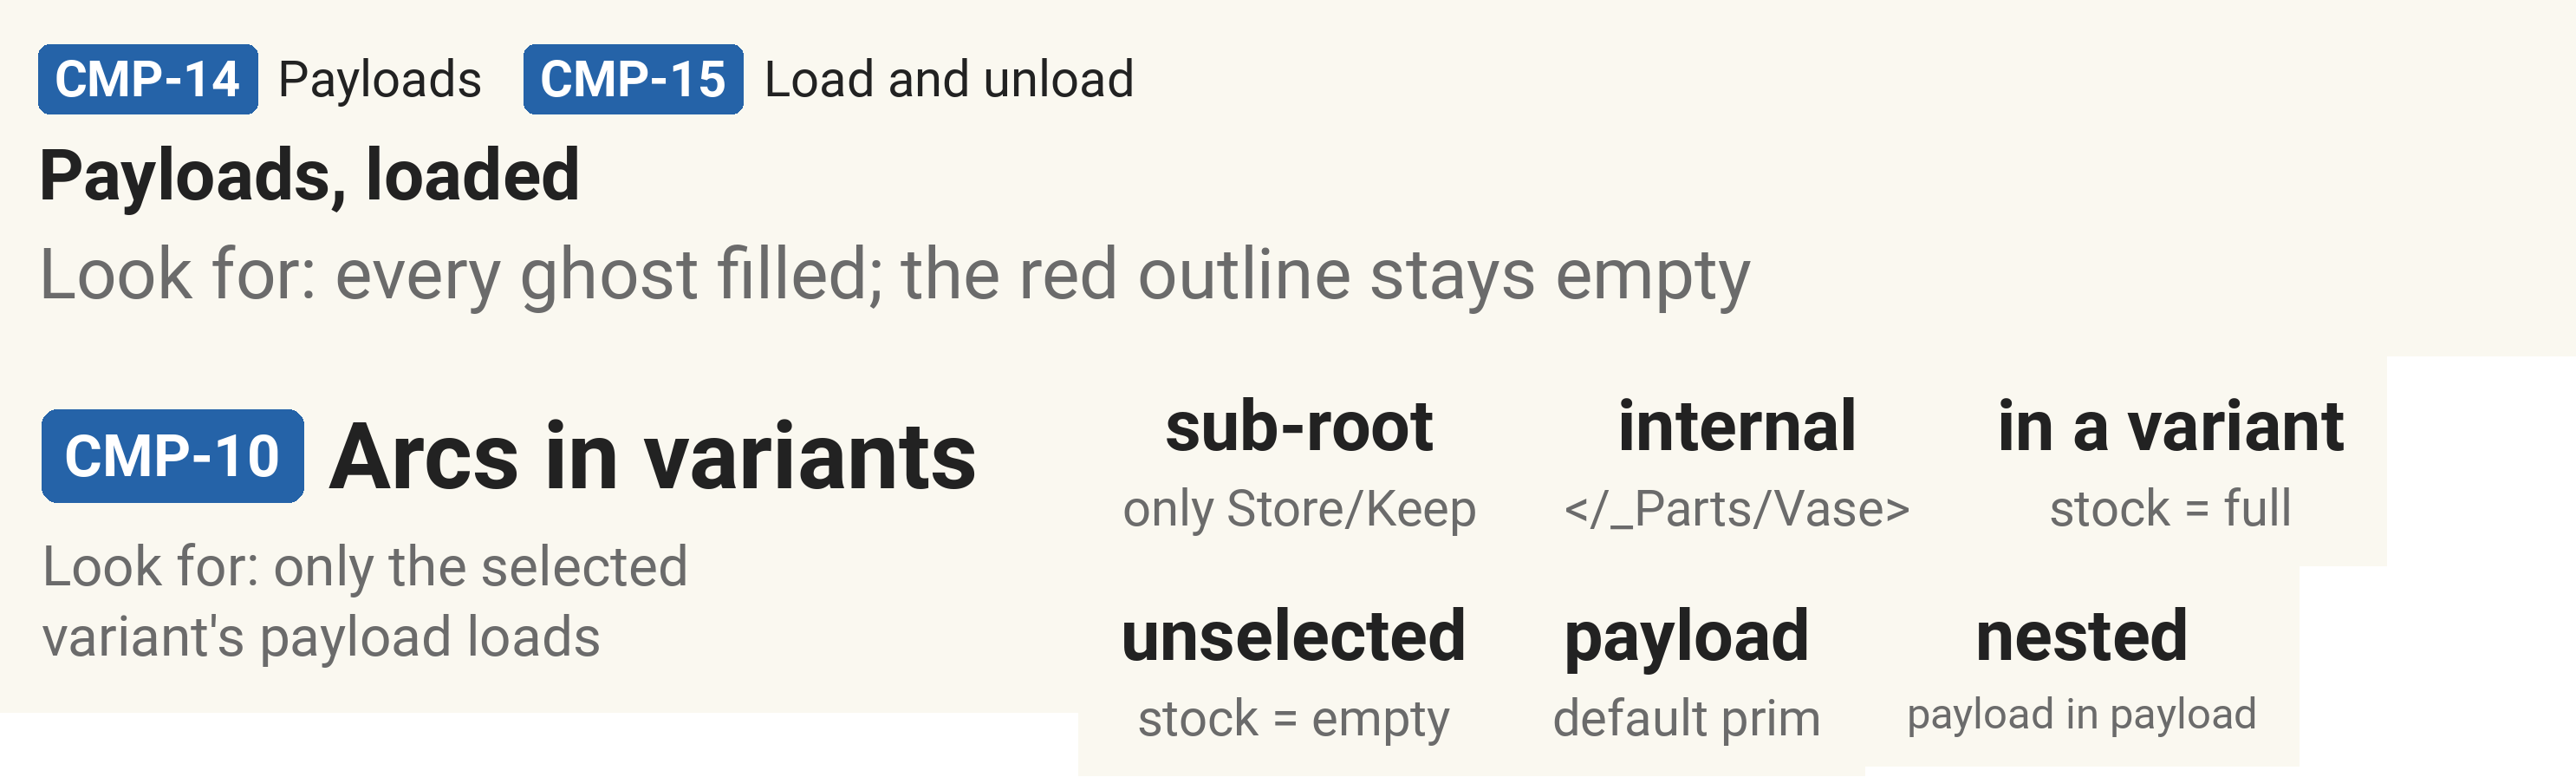 CMP-14 Payloads CMP-15 Load and unload
Payloads, loaded
Look for: every ghost filled; the red outline stays empty
CMP-10 Arcs in variants
Look for: only the selected
variant's payload loads
sub-root
only Store/Keep
internal
</_Parts/Vase>
in a variant
stock = full
unselected
stock = empty
payload
default prim
nested
payload in payload